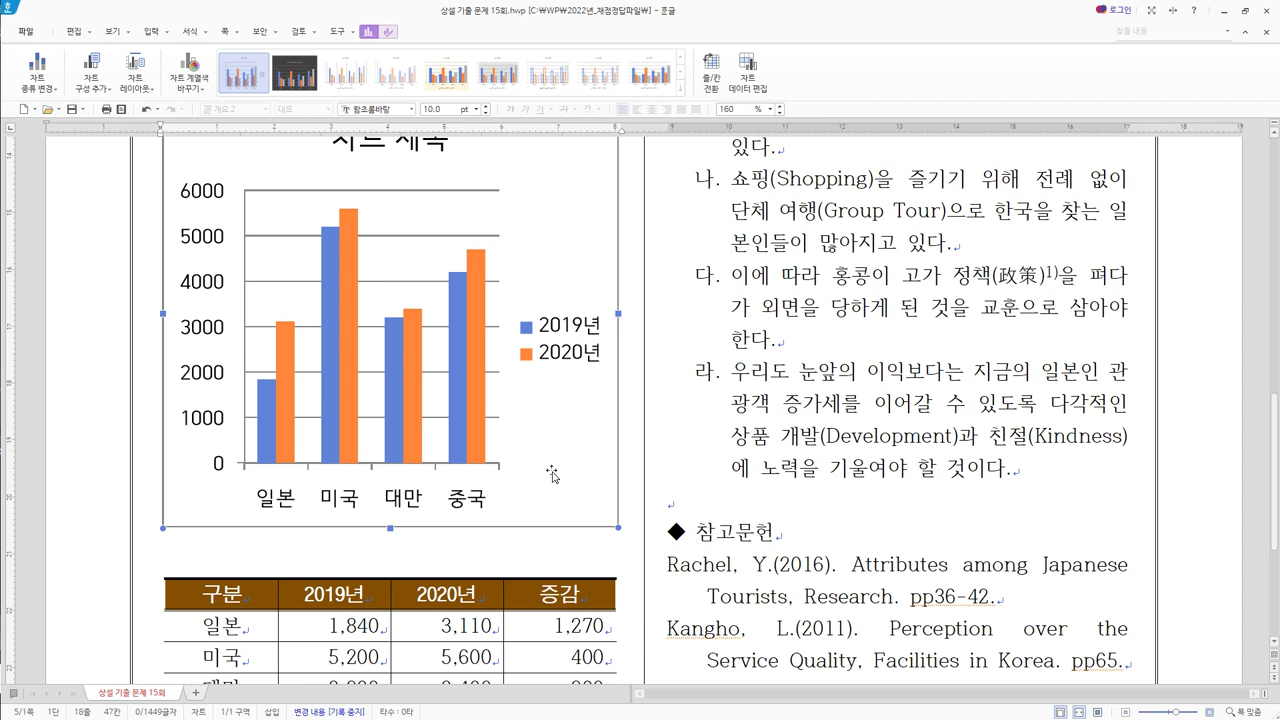 상설 기출 문제 15회.hwp [C:₩WP₩2022년_채점정답파일₩] - 흔글
로그인
파일 편집 보기 입력 서식 쪽 보안 검토 도구
찾을 내용
차트 종류 변경
차트 구성 추가
차트 레이아웃
차트 계열색 바꾸기
줄/칸 전환
차트 데이터 편집
개요 2 대표 함초롬바탕 10.0 pt 160 %
차트 제목
6000
5000
4000
3000
2000
1000
0
일본 미국 대만 중국
2019년
2020년
구분 2019년 2020년 증감
일본 1,840 3,110 1,270
미국 5,200 5,600 400
있다.
나. 쇼핑(Shopping)을 즐기기 위해 전례 없이
단체 여행(Group Tour)으로 한국을 찾는 일
본인들이 많아지고 있다.
다. 이에 따라 홍콩이 고가 정책(政策)1)을 펴다
가 외면을 당하게 된 것을 교훈으로 삼아야
한다.
라. 우리도 눈앞의 이익보다는 지금의 일본인 관
광객 증가세를 이어갈 수 있도록 다각적인
상품 개발(Development)과 친절(Kindness)
에 노력을 기울여야 할 것이다.
◆ 참고문헌
Rachel, Y.(2016). Attributes among Japanese
Tourists, Research. pp36-42.
Kangho, L.(2011). Perception over the
Service Quality, Facilities in Korea. pp65.
상설 기출 문제 15회
5/1쪽 1단 18줄 47칸 0/1449글자 차트 1/1 구역 삽입 변경 내용 [기록 중지] 타수 : 0타
폭 맞춤